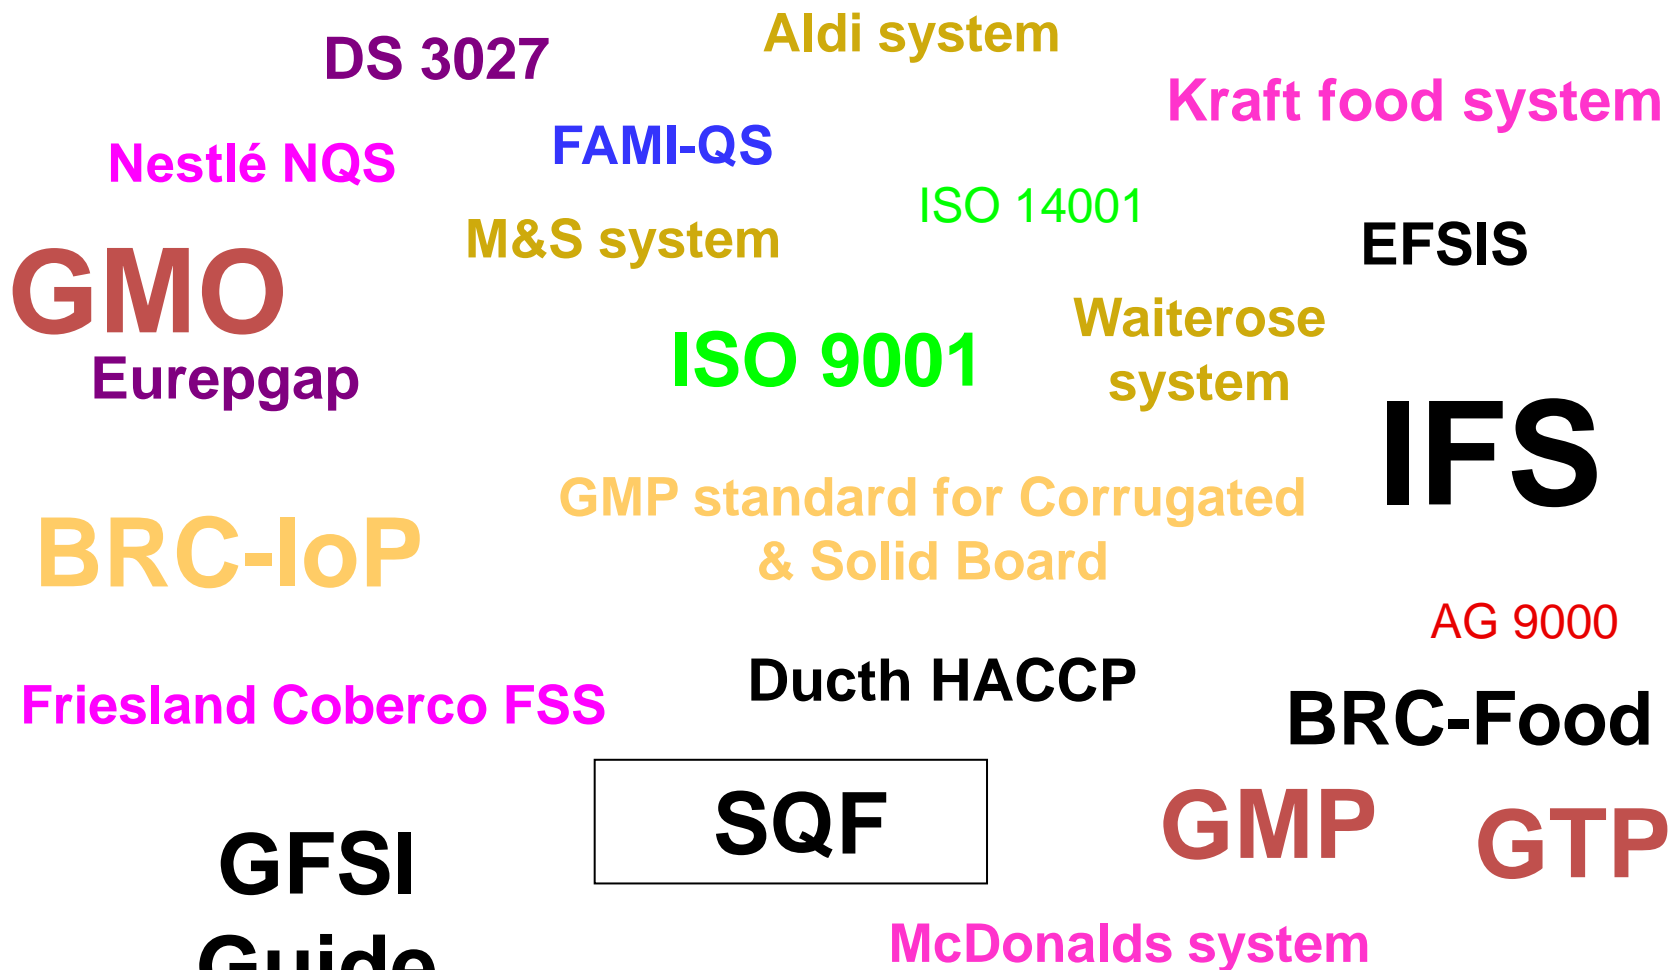 Aldi system
DS 3027
Kraft food system
FAMI-QS
Nestlé NQS
ISO 14001
M&S system
EFSIS
GMO
Waiterose
system
ISO 9001
Eurepgap
IFS
GMP standard for Corrugated
& Solid Board
BRC-IoP
AG 9000
Ducth HACCP
Friesland Coberco FSS
BRC-Food
SQF
GMP
GTP
GFSI
Guide
McDonalds system